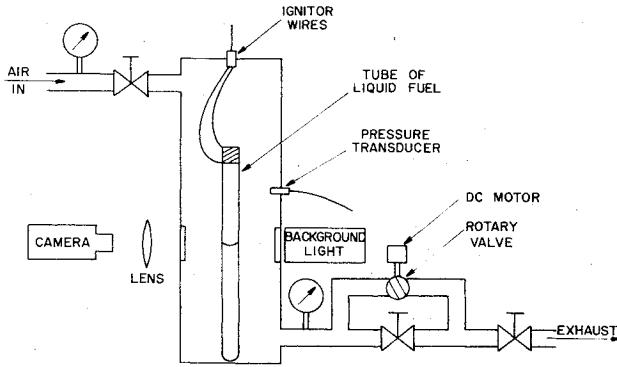 IGNITOR
WIRES
AIR
IN
TUBE OF
LIQUID FUEL
PRESSURE
TRANSDUCER
DC MOTOR
ROTARY
VALVE
CAMERA
LENS
BACKGROUND
LIGHT
EXHAUST